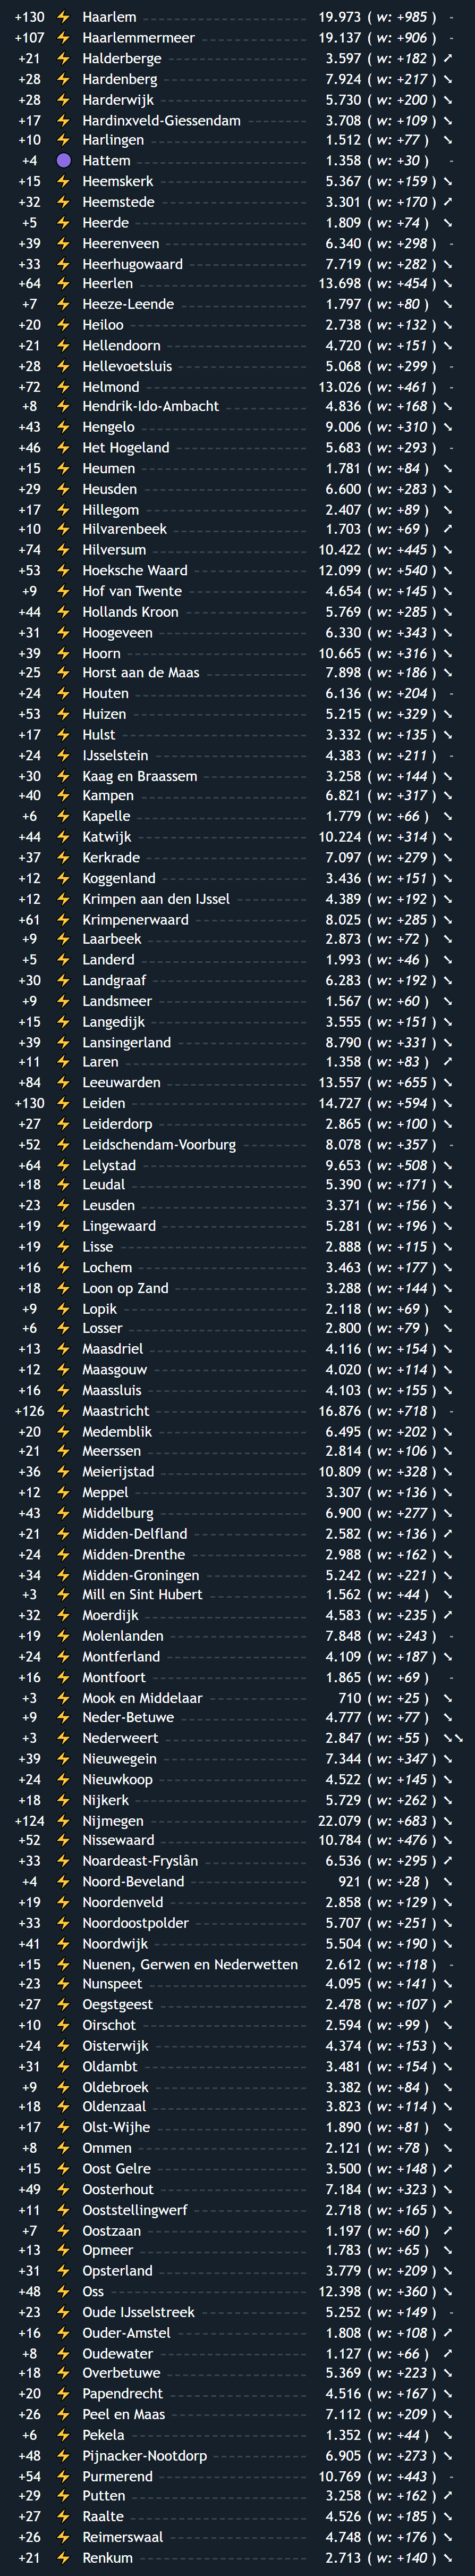 +130 ⚡ Haarlem 19.973 ( w: +985 ) -
+107 ⚡ Haarlemmermeer 19.137 ( w: +906 ) -
+21 ⚡ Halderberge 3.597 ( w: +182 ) ➚
+28 ⚡ Hardenberg 7.924 ( w: +217 ) ➘
+28 ⚡ Harderwijk 5.730 ( w: +200 ) ➘
+17 ⚡ Hardinxveld-Giessendam 3.708 ( w: +109 ) ➘
+10 ⚡ Harlingen 1.512 ( w: +77 ) ➘
+4 🟣 Hattem 1.358 ( w: +30 ) -
+15 ⚡ Heemskerk 5.367 ( w: +159 ) ➘
+32 ⚡ Heemstede 3.301 ( w: +170 ) ➚
+5 ⚡ Heerde 1.809 ( w: +74 ) ➘
+39 ⚡ Heerenveen 6.340 ( w: +298 ) -
+33 ⚡ Heerhugowaard 7.719 ( w: +282 ) ➘
+64 ⚡ Heerlen 13.698 ( w: +454 ) ➘
+7 ⚡ Heeze-Leende 1.797 ( w: +80 ) ➘
+20 ⚡ Heiloo 2.738 ( w: +132 ) ➘
+21 ⚡ Hellendoorn 4.720 ( w: +151 ) ➘
+28 ⚡ Hellevoetsluis 5.068 ( w: +299 ) -
+72 ⚡ Helmond 13.026 ( w: +461 ) -
+8 ⚡ Hendrik-Ido-Ambacht 4.836 ( w: +168 ) ➘
+43 ⚡ Hengelo 9.006 ( w: +310 ) ➘
+46 ⚡ Het Hogeland 5.683 ( w: +293 ) -
+15 ⚡ Heumen 1.781 ( w: +84 ) ➘
+29 ⚡ Heusden 6.600 ( w: +283 ) ➘
+17 ⚡ Hillegom 2.407 ( w: +89 ) ➘
+10 ⚡ Hilvarenbeek 1.703 ( w: +69 ) ➚
+74 ⚡ Hilversum 10.422 ( w: +445 ) ➘
+53 ⚡ Hoeksche Waard 12.099 ( w: +540 ) ➘
+9 ⚡ Hof van Twente 4.654 ( w: +145 ) ➘
+44 ⚡ Hollands Kroon 5.769 ( w: +285 ) ➘
+31 ⚡ Hoogeveen 6.330 ( w: +343 ) ➘
+39 ⚡ Hoorn 10.665 ( w: +316 ) ➘
+25 ⚡ Horst aan de Maas 7.898 ( w: +186 ) ➘
+24 ⚡ Houten 6.136 ( w: +204 ) -
+53 ⚡ Huizen 5.215 ( w: +329 ) ➘
+17 ⚡ Hulst 3.332 ( w: +135 ) ➘
+24 ⚡ IJsselstein 4.383 ( w: +211 ) -
+30 ⚡ Kaag en Braassem 3.258 ( w: +144 ) ➘
+40 ⚡ Kampen 6.821 ( w: +317 ) ➘
+6 ⚡ Kapelle 1.779 ( w: +66 ) ➘
+44 ⚡ Katwijk 10.224 ( w: +314 ) ➘
+37 ⚡ Kerkrade 7.097 ( w: +279 ) ➘
+12 ⚡ Koggenland 3.436 ( w: +151 ) ➘
+12 ⚡ Krimpen aan den IJssel 4.389 ( w: +192 ) ➘
+61 ⚡ Krimpenerwaard 8.025 ( w: +285 ) ➘
+9 ⚡ Laarbeek 2.873 ( w: +72 ) ➘
+5 ⚡ Landerd 1.993 ( w: +46 ) ➘
+30 ⚡ Landgraaf 6.283 ( w: +192 ) ➘
+9 ⚡ Landsmeer 1.567 ( w: +60 ) ➘
+15 ⚡ Langedijk 3.555 ( w: +151 ) ➘
+39 ⚡ Lansingerland 8.790 ( w: +331 ) ➘
+11 ⚡ Laren 1.358 ( w: +83 ) ➚
+84 ⚡ Leeuwarden 13.557 ( w: +655 ) ➘
+130 ⚡ Leiden 14.727 ( w: +594 ) ➘
+27 ⚡ Leiderdorp 2.865 ( w: +100 ) ➘
+52 ⚡ Leidschendam-Voorburg 8.078 ( w: +357 ) -
+64 ⚡ Lelystad 9.653 ( w: +508 ) ➘
+18 ⚡ Leudal 5.390 ( w: +171 ) ➘
+23 ⚡ Leusden 3.371 ( w: +156 ) ➘
+19 ⚡ Lingewaard 5.281 ( w: +196 ) ➘
+19 ⚡ Lisse 2.888 ( w: +115 ) ➘
+16 ⚡ Lochem 3.463 ( w: +177 ) ➘
+18 ⚡ Loon op Zand 3.288 ( w: +144 ) ➘
+9 ⚡ Lopik 2.118 ( w: +69 ) ➘
+6 ⚡ Losser 2.800 ( w: +79 ) ➘
+13 ⚡ Maasdriel 4.116 ( w: +154 ) ➘
+12 ⚡ Maasgouw 4.020 ( w: +114 ) ➘
+16 ⚡ Maassluis 4.103 ( w: +155 ) ➘
+126 ⚡ Maastricht 16.876 ( w: +718 ) -
+20 ⚡ Medemblik 6.495 ( w: +202 ) ➘
+21 ⚡ Meerssen 2.814 ( w: +106 ) ➘
+36 ⚡ Meierijstad 10.809 ( w: +328 ) ➘
+12 ⚡ Meppel 3.307 ( w: +136 ) ➘
+43 ⚡ Middelburg 6.900 ( w: +277 ) ➘
+21 ⚡ Midden-Delfland 2.582 ( w: +136 ) ➚
+24 ⚡ Midden-Drenthe 2.988 ( w: +162 ) ➘
+34 ⚡ Midden-Groningen 5.242 ( w: +221 ) ➘
+3 ⚡ Mill en Sint Hubert 1.562 ( w: +44 ) ➘
+32 ⚡ Moerdijk 4.583 ( w: +235 ) ➚
+19 ⚡ Molenlanden 7.848 ( w: +243 ) -
+24 ⚡ Montferland 4.109 ( w: +187 ) ➘
+16 ⚡ Montfoort 1.865 ( w: +69 ) -
+3 ⚡ Mook en Middelaar 710 ( w: +25 ) ➘
+9 ⚡ Neder-Betuwe 4.777 ( w: +77 ) ➘
+3 ⚡ Nederweert 2.847 ( w: +55 ) ➘➘
+39 ⚡ Nieuwegein 7.344 ( w: +347 ) ➘
+24 ⚡ Nieuwkoop 4.522 ( w: +145 ) ➘
+18 ⚡ Nijkerk 5.729 ( w: +262 ) ➘
+124 ⚡ Nijmegen 22.079 ( w: +683 ) ➘
+52 ⚡ Nissewaard 10.784 ( w: +476 ) ➘
+33 ⚡ Noardeast-Fryslân 6.536 ( w: +295 ) ➚
+4 ⚡ Noord-Beveland 921 ( w: +28 ) ➘
+19 ⚡ Noordenveld 2.858 ( w: +129 ) ➘
+33 ⚡ Noordoostpolder 5.707 ( w: +251 ) ➘
+41 ⚡ Noordwijk 5.504 ( w: +190 ) ➘
+15 ⚡ Nuenen, Gerwen en Nederwetten 2.612 ( w: +118 ) -
+23 ⚡ Nunspeet 4.095 ( w: +141 ) ➘
+27 ⚡ Oegstgeest 2.478 ( w: +107 ) ➚
+10 ⚡ Oirschot 2.594 ( w: +99 ) ➘
+24 ⚡ Oisterwijk 4.374 ( w: +153 ) ➘
+31 ⚡ Oldambt 3.481 ( w: +154 ) ➘
+9 ⚡ Oldebroek 3.382 ( w: +84 ) ➘
+18 ⚡ Oldenzaal 3.823 ( w: +114 ) ➘
+17 ⚡ Olst-Wijhe 1.890 ( w: +81 ) ➘
+8 ⚡ Ommen 2.121 ( w: +78 ) ➘
+15 ⚡ Oost Gelre 3.500 ( w: +148 ) ➚
+49 ⚡ Oosterhout 7.184 ( w: +323 ) ➘
+11 ⚡ Ooststellingwerf 2.718 ( w: +165 ) ➘
+7 ⚡ Oostzaan 1.197 ( w: +60 ) ➚
+13 ⚡ Opmeer 1.783 ( w: +65 ) ➘
+31 ⚡ Opsterland 3.779 ( w: +209 ) ➘
+48 ⚡ Oss 12.398 ( w: +360 ) ➘
+23 ⚡ Oude IJsselstreek 5.252 ( w: +149 ) -
+16 ⚡ Ouder-Amstel 1.808 ( w: +108 ) ➚
+8 ⚡ Oudewater 1.127 ( w: +66 ) ➚
+18 ⚡ Overbetuwe 5.369 ( w: +223 ) ➘
+20 ⚡ Papendrecht 4.516 ( w: +167 ) ➘
+26 ⚡ Peel en Maas 7.112 ( w: +209 ) ➘
+6 ⚡ Pekela 1.352 ( w: +44 ) ➘
+48 ⚡ Pijnacker-Nootdorp 6.905 ( w: +273 ) ➘
+54 ⚡ Purmerend 10.769 ( w: +443 ) -
+29 ⚡ Putten 3.258 ( w: +162 ) ➚
+27 ⚡ Raalte 4.526 ( w: +185 ) ➘
+26 ⚡ Reimerswaal 4.748 ( w: +176 ) ➘
+21 ⚡ Renkum 2.713 ( w: +140 ) ➘